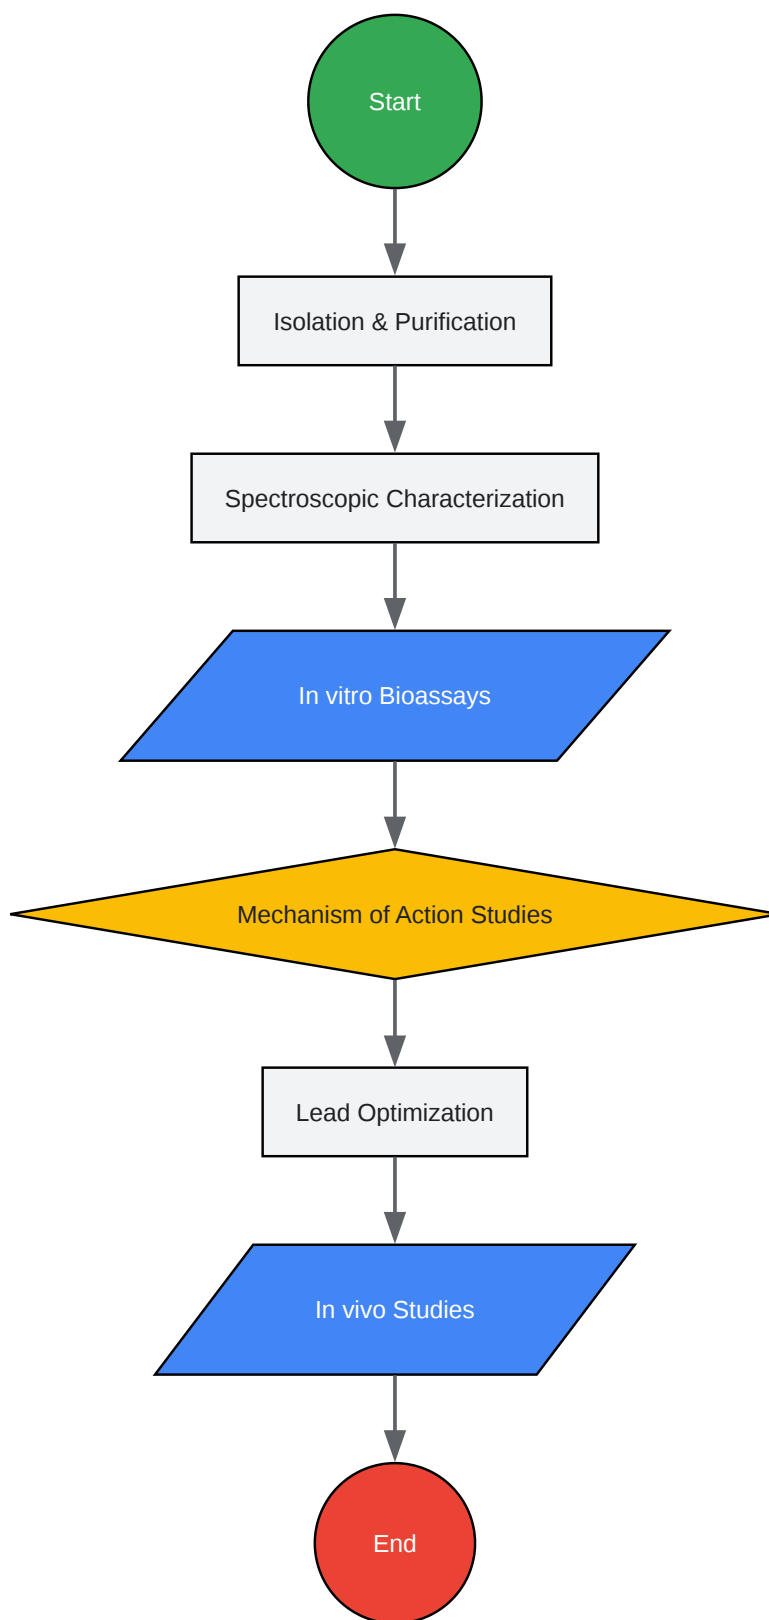 Start
Isolation & Purification
Spectroscopic Characterization
In vitro Bioassays
Mechanism of Action Studies
Lead Optimization
In vivo Studies
End